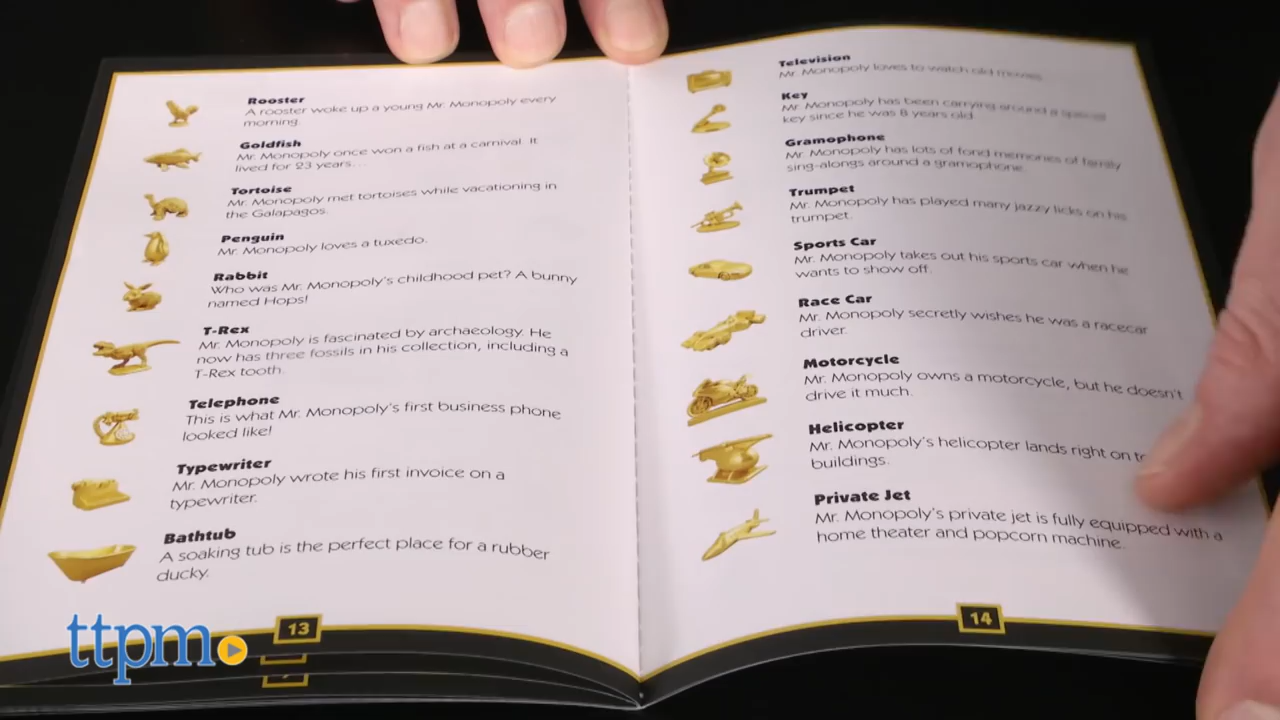 Rooster
A rooster woke up a young Mr. Monopoly every
morning.
Goldfish
Mr. Monopoly once won a fish at a carnival. It
lived for 23 years...
Tortoise
Mr. Monopoly met tortoises while vacationing in
the Galapagos.
Penguin
Mr. Monopoly loves a tuxedo.
Rabbit
Who was Mr. Monopoly's childhood pet? A bunny
named Hops!
T-Rex
Mr. Monopoly is fascinated by archaeology. He
now has three fossils in his collection, including a
T-Rex tooth.
Telephone
This is what Mr. Monopoly's first business phone
looked like!
Typewriter
Mr. Monopoly wrote his first invoice on a
typewriter.
Bathtub
A soaking tub is the perfect place for a rubber
ducky.
13
Television
Mr. Monopoly loves to watch old movies.
Key
Mr. Monopoly has been carrying around a special
key since he was 8 years old.
Gramophone
Mr. Monopoly has lots of fond memories of family
sing-alongs around a gramophone.
Trumpet
Mr. Monopoly has played many jazzy licks on his
trumpet.
Sports Car
Mr. Monopoly takes out his sports car when he
wants to show off.
Race Car
Mr. Monopoly secretly wishes he was a racecar
driver.
Motorcycle
Mr. Monopoly owns a motorcycle, but he doesn't
drive it much.
Helicopter
Mr. Monopoly's helicopter lands right on
buildings.
Private Jet
Mr. Monopoly's private jet is fully equipped with a
home theater and popcorn machine.
14
ttpm